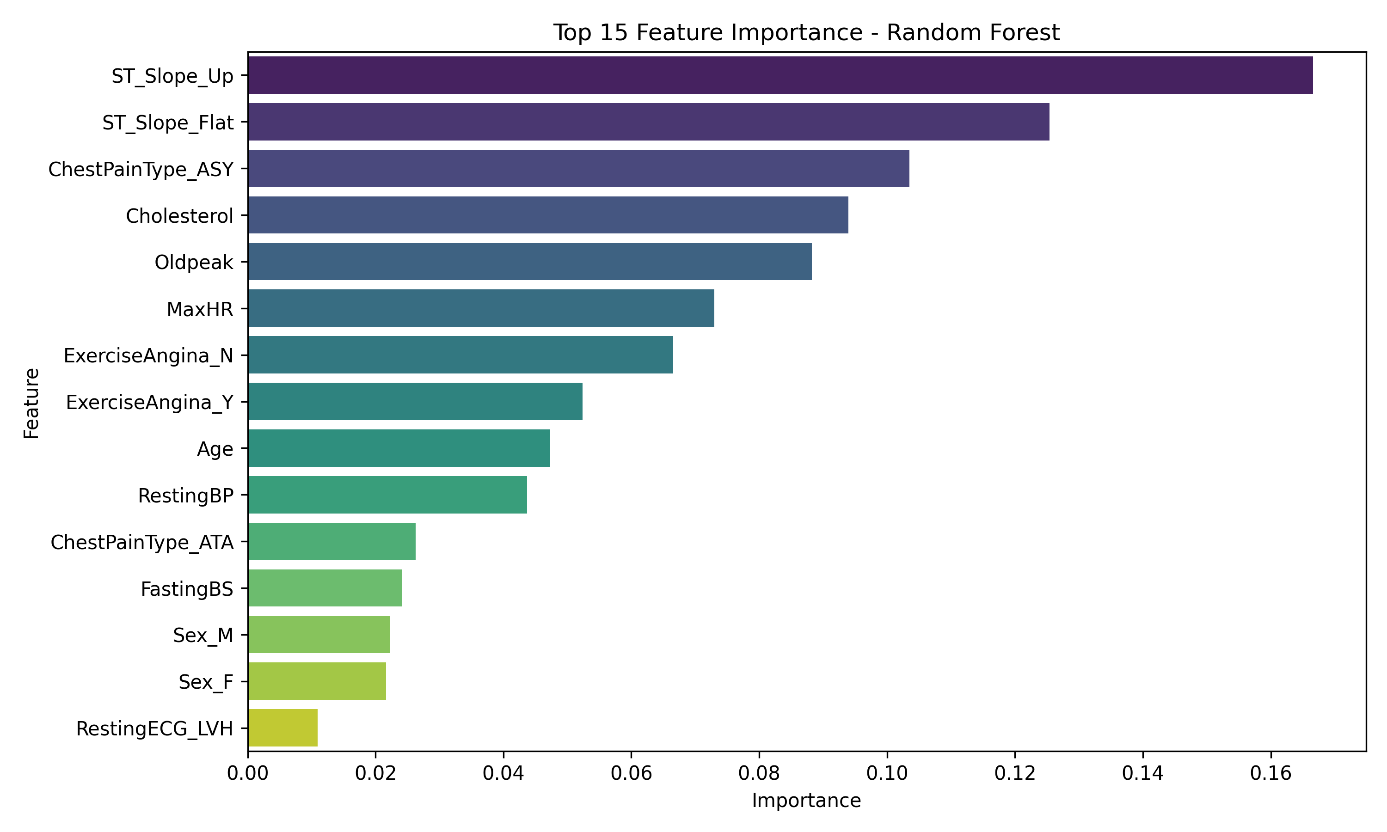 Top 15 Feature Importance - Random Forest
Feature
ST_Slope_Up
ST_Slope_Flat
ChestPainType_ASY
Cholesterol
Oldpeak
MaxHR
ExerciseAngina_N
ExerciseAngina_Y
Age
RestingBP
ChestPainType_ATA
FastingBS
Sex_M
Sex_F
RestingECG_LVH
0.00 0.02 0.04 0.06 0.08 0.10 0.12 0.14 0.16
Importance